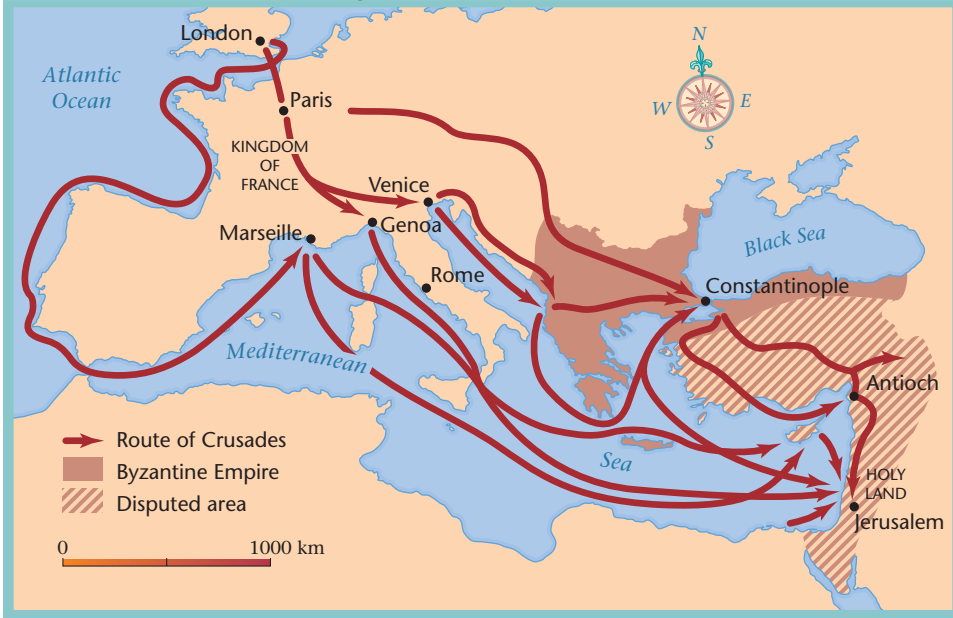 London
Atlantic
Ocean
Paris
N
W
E
S
KINGDOM
OF
FRANCE
Venice
Genoa
Marseille
Rome
Black Sea
Constantinople
Mediterranean
Antioch
Sea
HOLY
LAND
Jerusalem
Route of Crusades
Byzantine Empire
Disputed area
0
1000 km